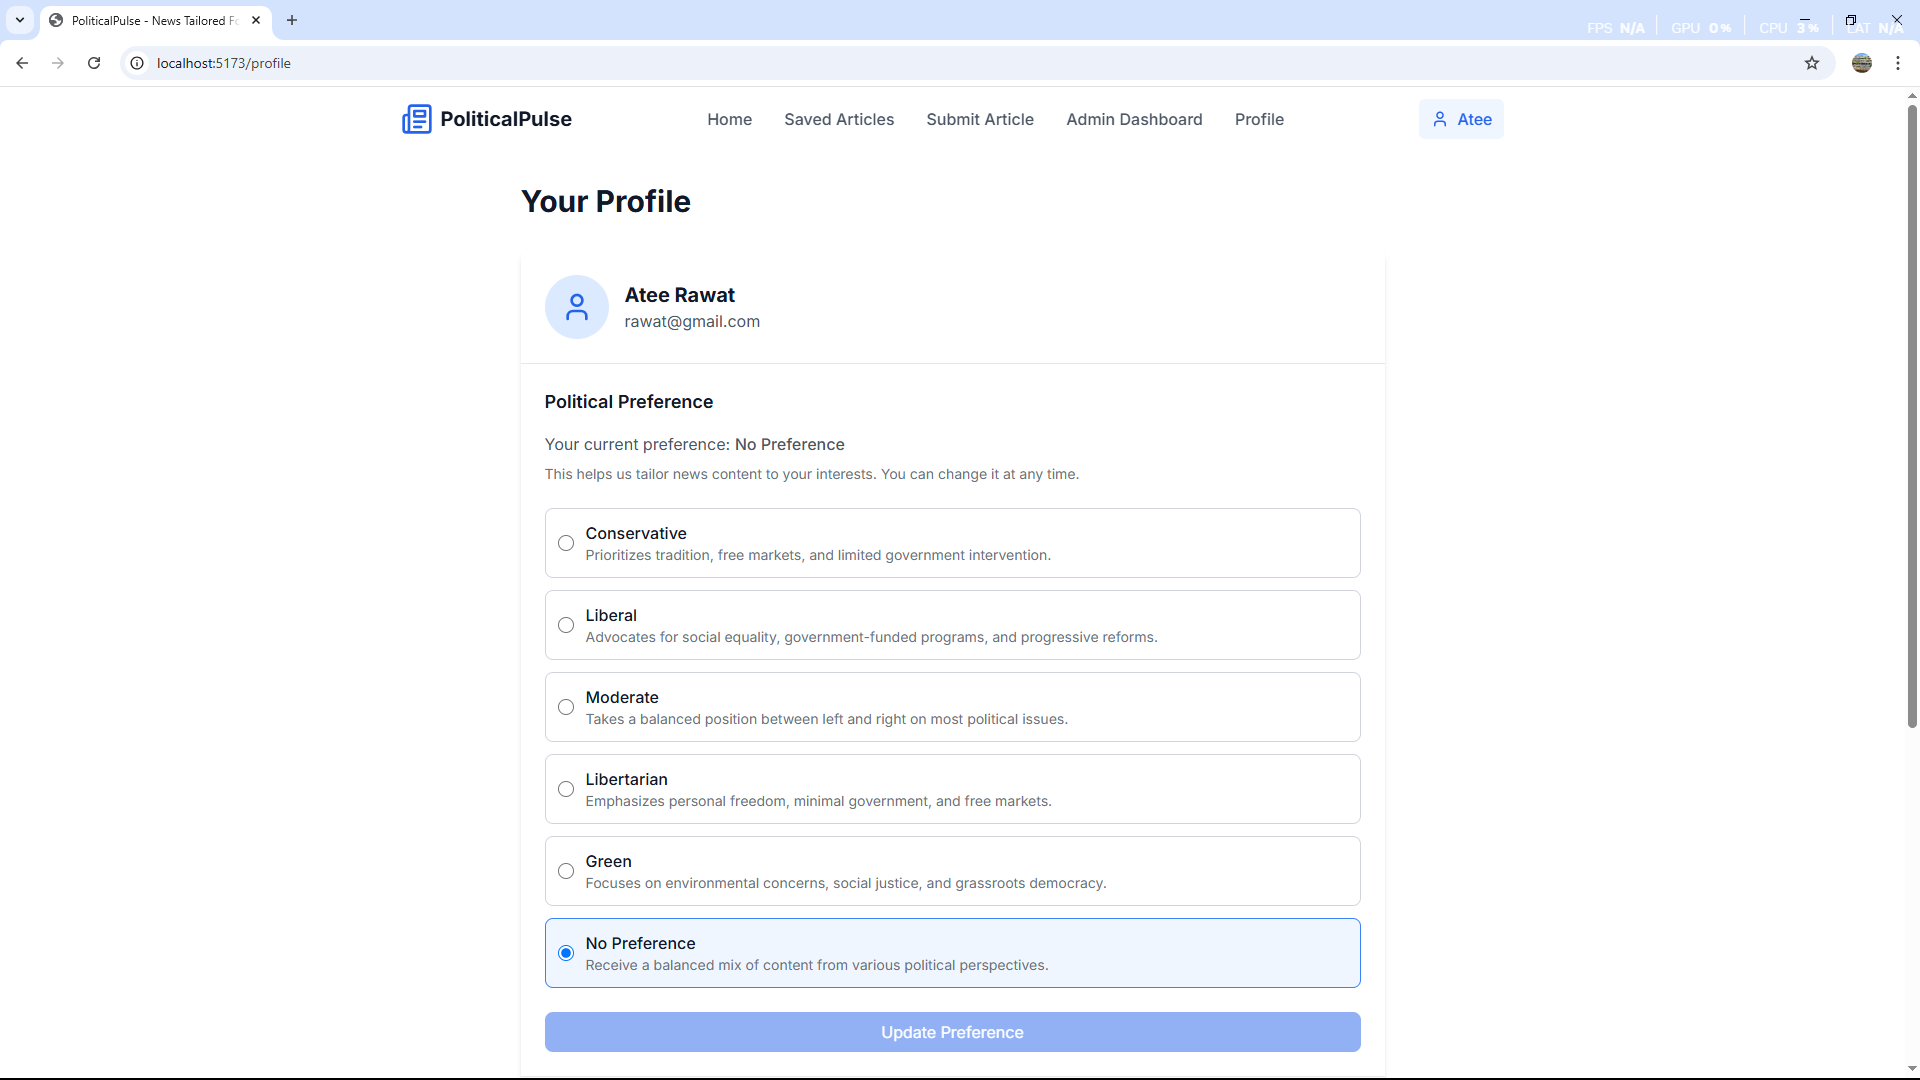 PoliticalPulse - News Tailored Fo
FPS N/A GPU 0% CPU 3% LAT N/A
localhost:5173/profile
PoliticalPulse
Home Saved Articles Submit Article Admin Dashboard Profile
Atee
Your Profile
Atee Rawat
rawat@gmail.com
Political Preference
Your current preference: No Preference
This helps us tailor news content to your interests. You can change it at any time.
Conservative
Prioritizes tradition, free markets, and limited government intervention.
Liberal
Advocates for social equality, government-funded programs, and progressive reforms.
Moderate
Takes a balanced position between left and right on most political issues.
Libertarian
Emphasizes personal freedom, minimal government, and free markets.
Green
Focuses on environmental concerns, social justice, and grassroots democracy.
No Preference
Receive a balanced mix of content from various political perspectives.
Update Preference